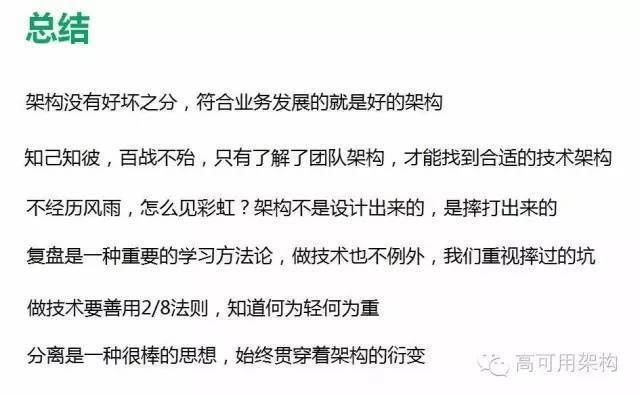 总结
架构没有好坏之分，符合业务发展的就是好的架构
知己知彼，百战不殆，只有了解了团队架构，才能找到合适的技术架构
不经历风雨，怎么见彩虹？架构不是设计出来的，是摔打出来的
复盘是一种重要的学习方法论，做技术也不例外，我们重视摔过的坑
做技术要善用2/8法则，知道何为轻何为重
分离是一种很棒的思想，始终贯穿着架构的衍变
高可用架构